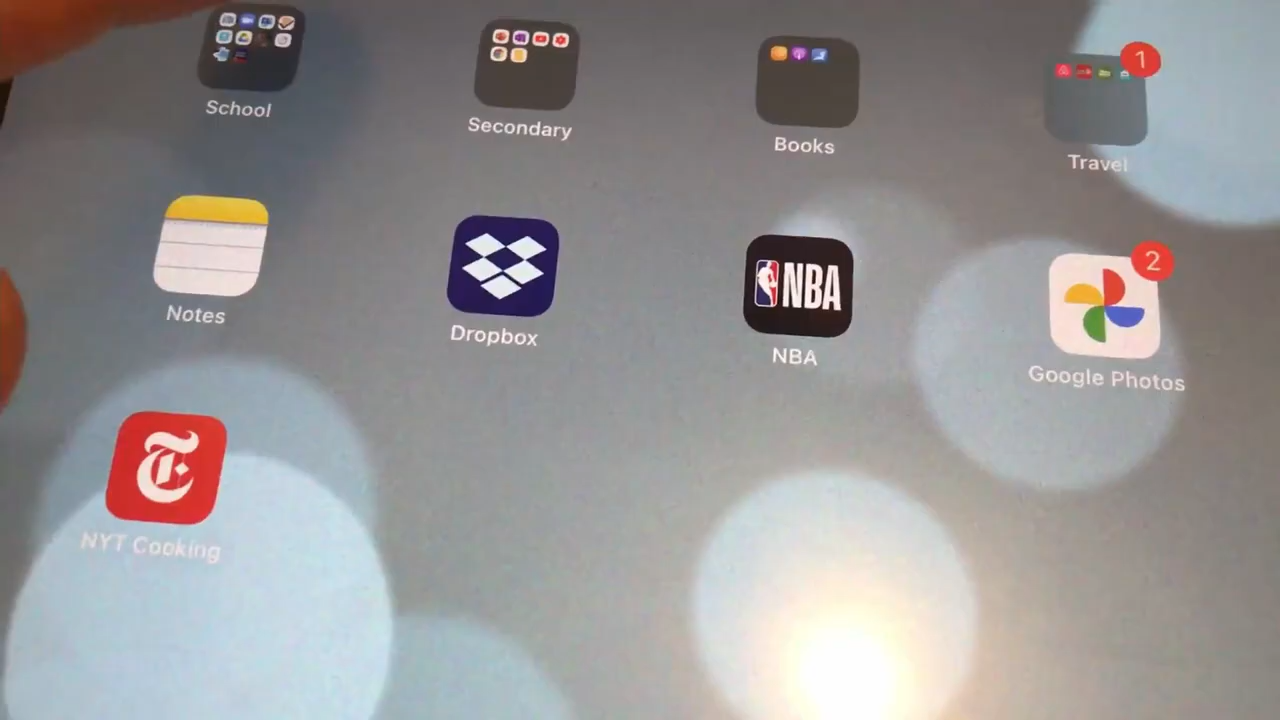 School
Secondary
Books
1
Travel
Notes
Dropbox
NBA
NBA
2
Google Photos
T
NYT Cooking